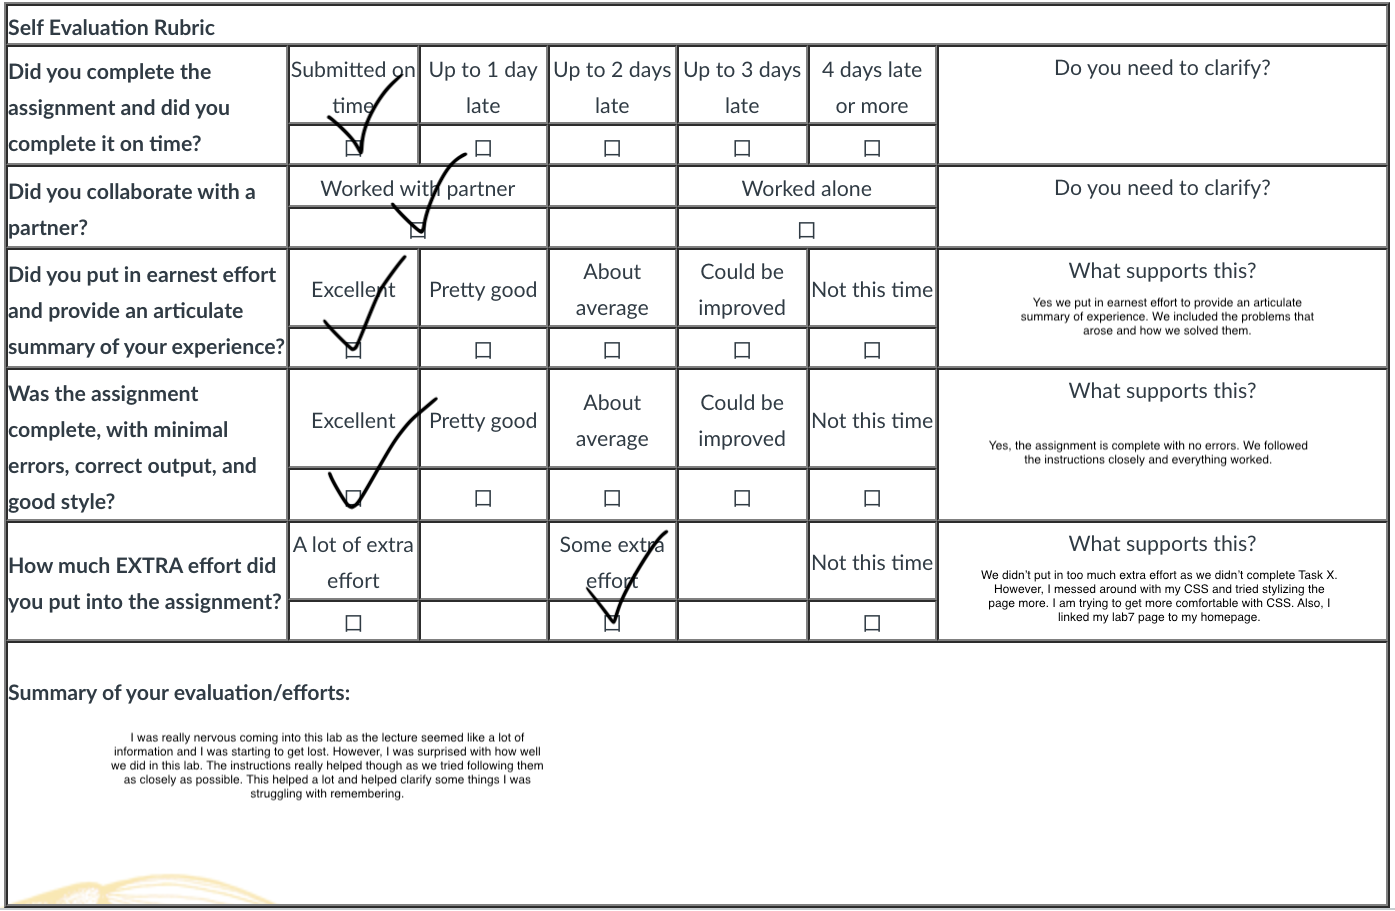 Self Evaluation Rubric
Did you complete the
assignment and did you
complete it on time?
Submitted on
time
Up to 1 day
late
Up to 2 days
late
Up to 3 days
late
4 days late
or more
Do you need to clarify?
Did you collaborate with a
partner?
Worked with partner
Worked alone
Do you need to clarify?
Did you put in earnest effort
and provide an articulate
summary of your experience?
Excellent
Pretty good
About
average
Could be
improved
Not this time
What supports this?
Yes we put in earnest effort to provide an articulate
summary of experience. We included the problems that
arose and how we solved them.
Was the assignment
complete, with minimal
errors, correct output, and
good style?
Excellent
Pretty good
About
average
Could be
improved
Not this time
What supports this?
Yes, the assignment is complete with no errors. We followed
the instructions closely and everything worked.
How much EXTRA effort did
you put into the assignment?
A lot of extra
effort
Some extra
effort
Not this time
What supports this?
We didn't put in too much extra effort as we didn't complete Task X.
However, I messed around with my CSS and tried stylizing the
page more. I am trying to get more comfortable with CSS. Also, I
linked my lab7 page to my homepage.
Summary of your evaluation/efforts:
I was really nervous coming into this lab as the lecture seemed like a lot of
information and I was starting to get lost. However, I was surprised with how well
we did in this lab. The instructions really helped though as we tried following them
as closely as possible. This helped a lot and helped clarify some things I was
struggling with remembering.